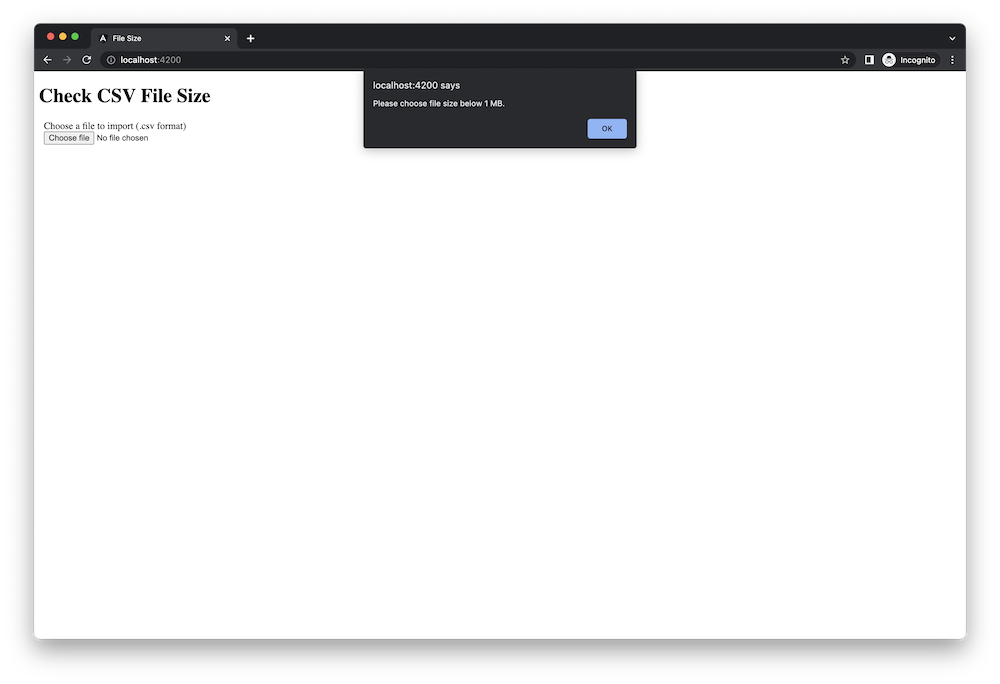 File Size
localhost:4200
Incognito
localhost:4200 says
Please choose file size below 1 MB.
OK
Check CSV File Size
Choose a file to import (.csv format)
Choose file No file chosen